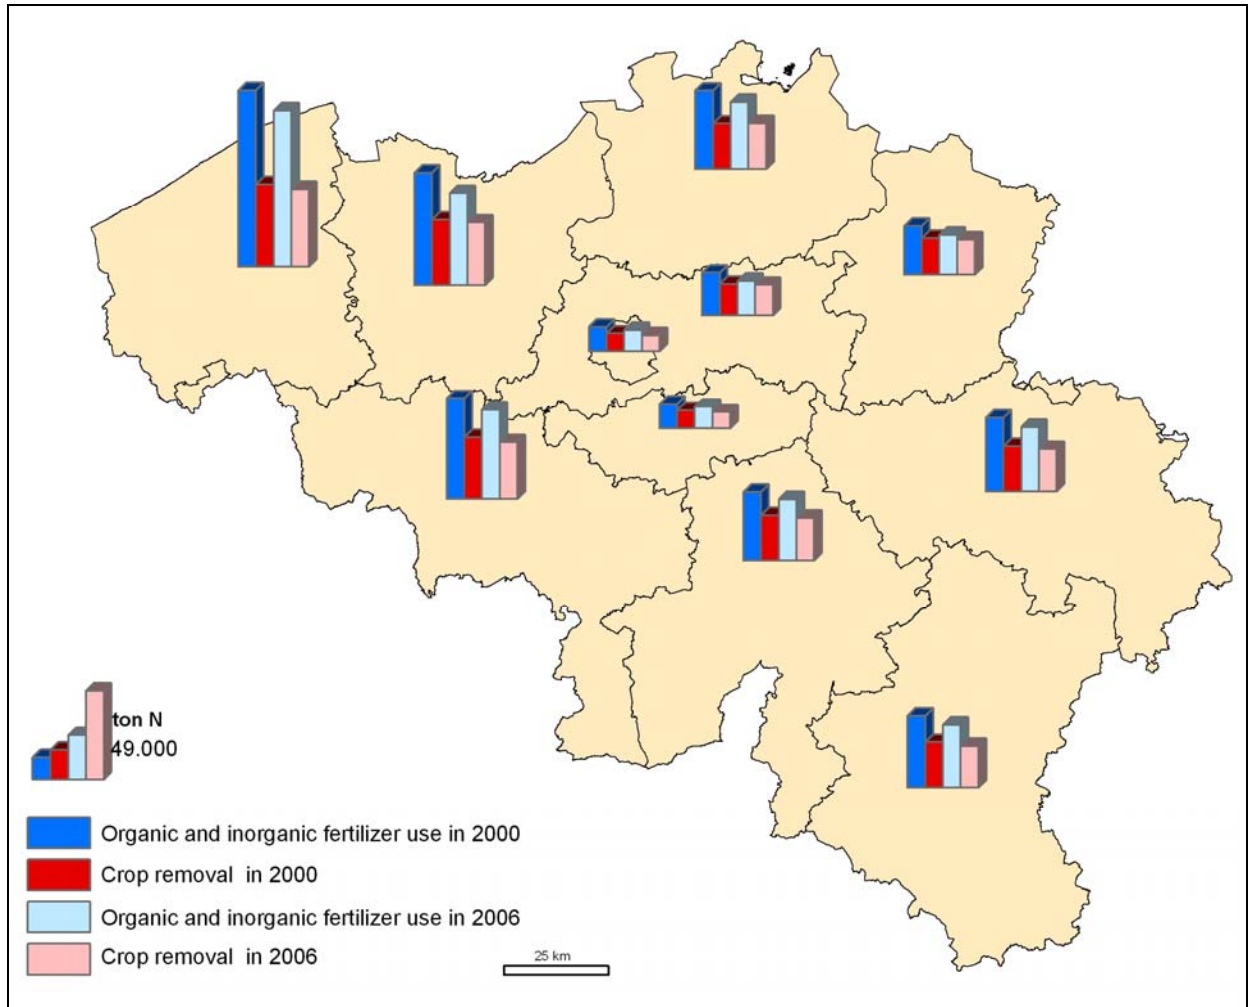 ton N
49.000
Organic and inorganic fertilizer use in 2000
Crop removal in 2000
Organic and inorganic fertilizer use in 2006
Crop removal in 2006
25 km